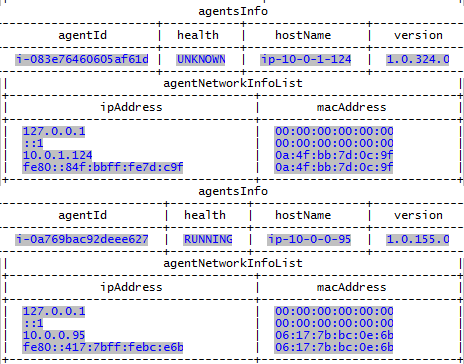 agentsInfo
agentId | health | hostName | version
i-083e76460605af61d | UNKNOWN | ip-10-0-1-124 | 1.0.324.0
agentNetworkInfoList
ipAddress | macAddress
127.0.0.1 | 00:00:00:00:00:00
::1 | 00:00:00:00:00:00
10.0.1.124 | 0a:4f:bb:7d:0c:9f
fe80::84f:bbff:fe7d:c9f | 0a:4f:bb:7d:0c:9f
agentsInfo
agentId | health | hostName | version
i-0a769bac92deee627 | RUNNING | ip-10-0-0-95 | 1.0.155.0
agentNetworkInfoList
ipAddress | macAddress
127.0.0.1 | 00:00:00:00:00:00
::1 | 00:00:00:00:00:00
10.0.0.95 | 06:17:7b:bc:0e:6b
fe80::417:7bff:febc:e6b | 06:17:7b:bc:0e:6b